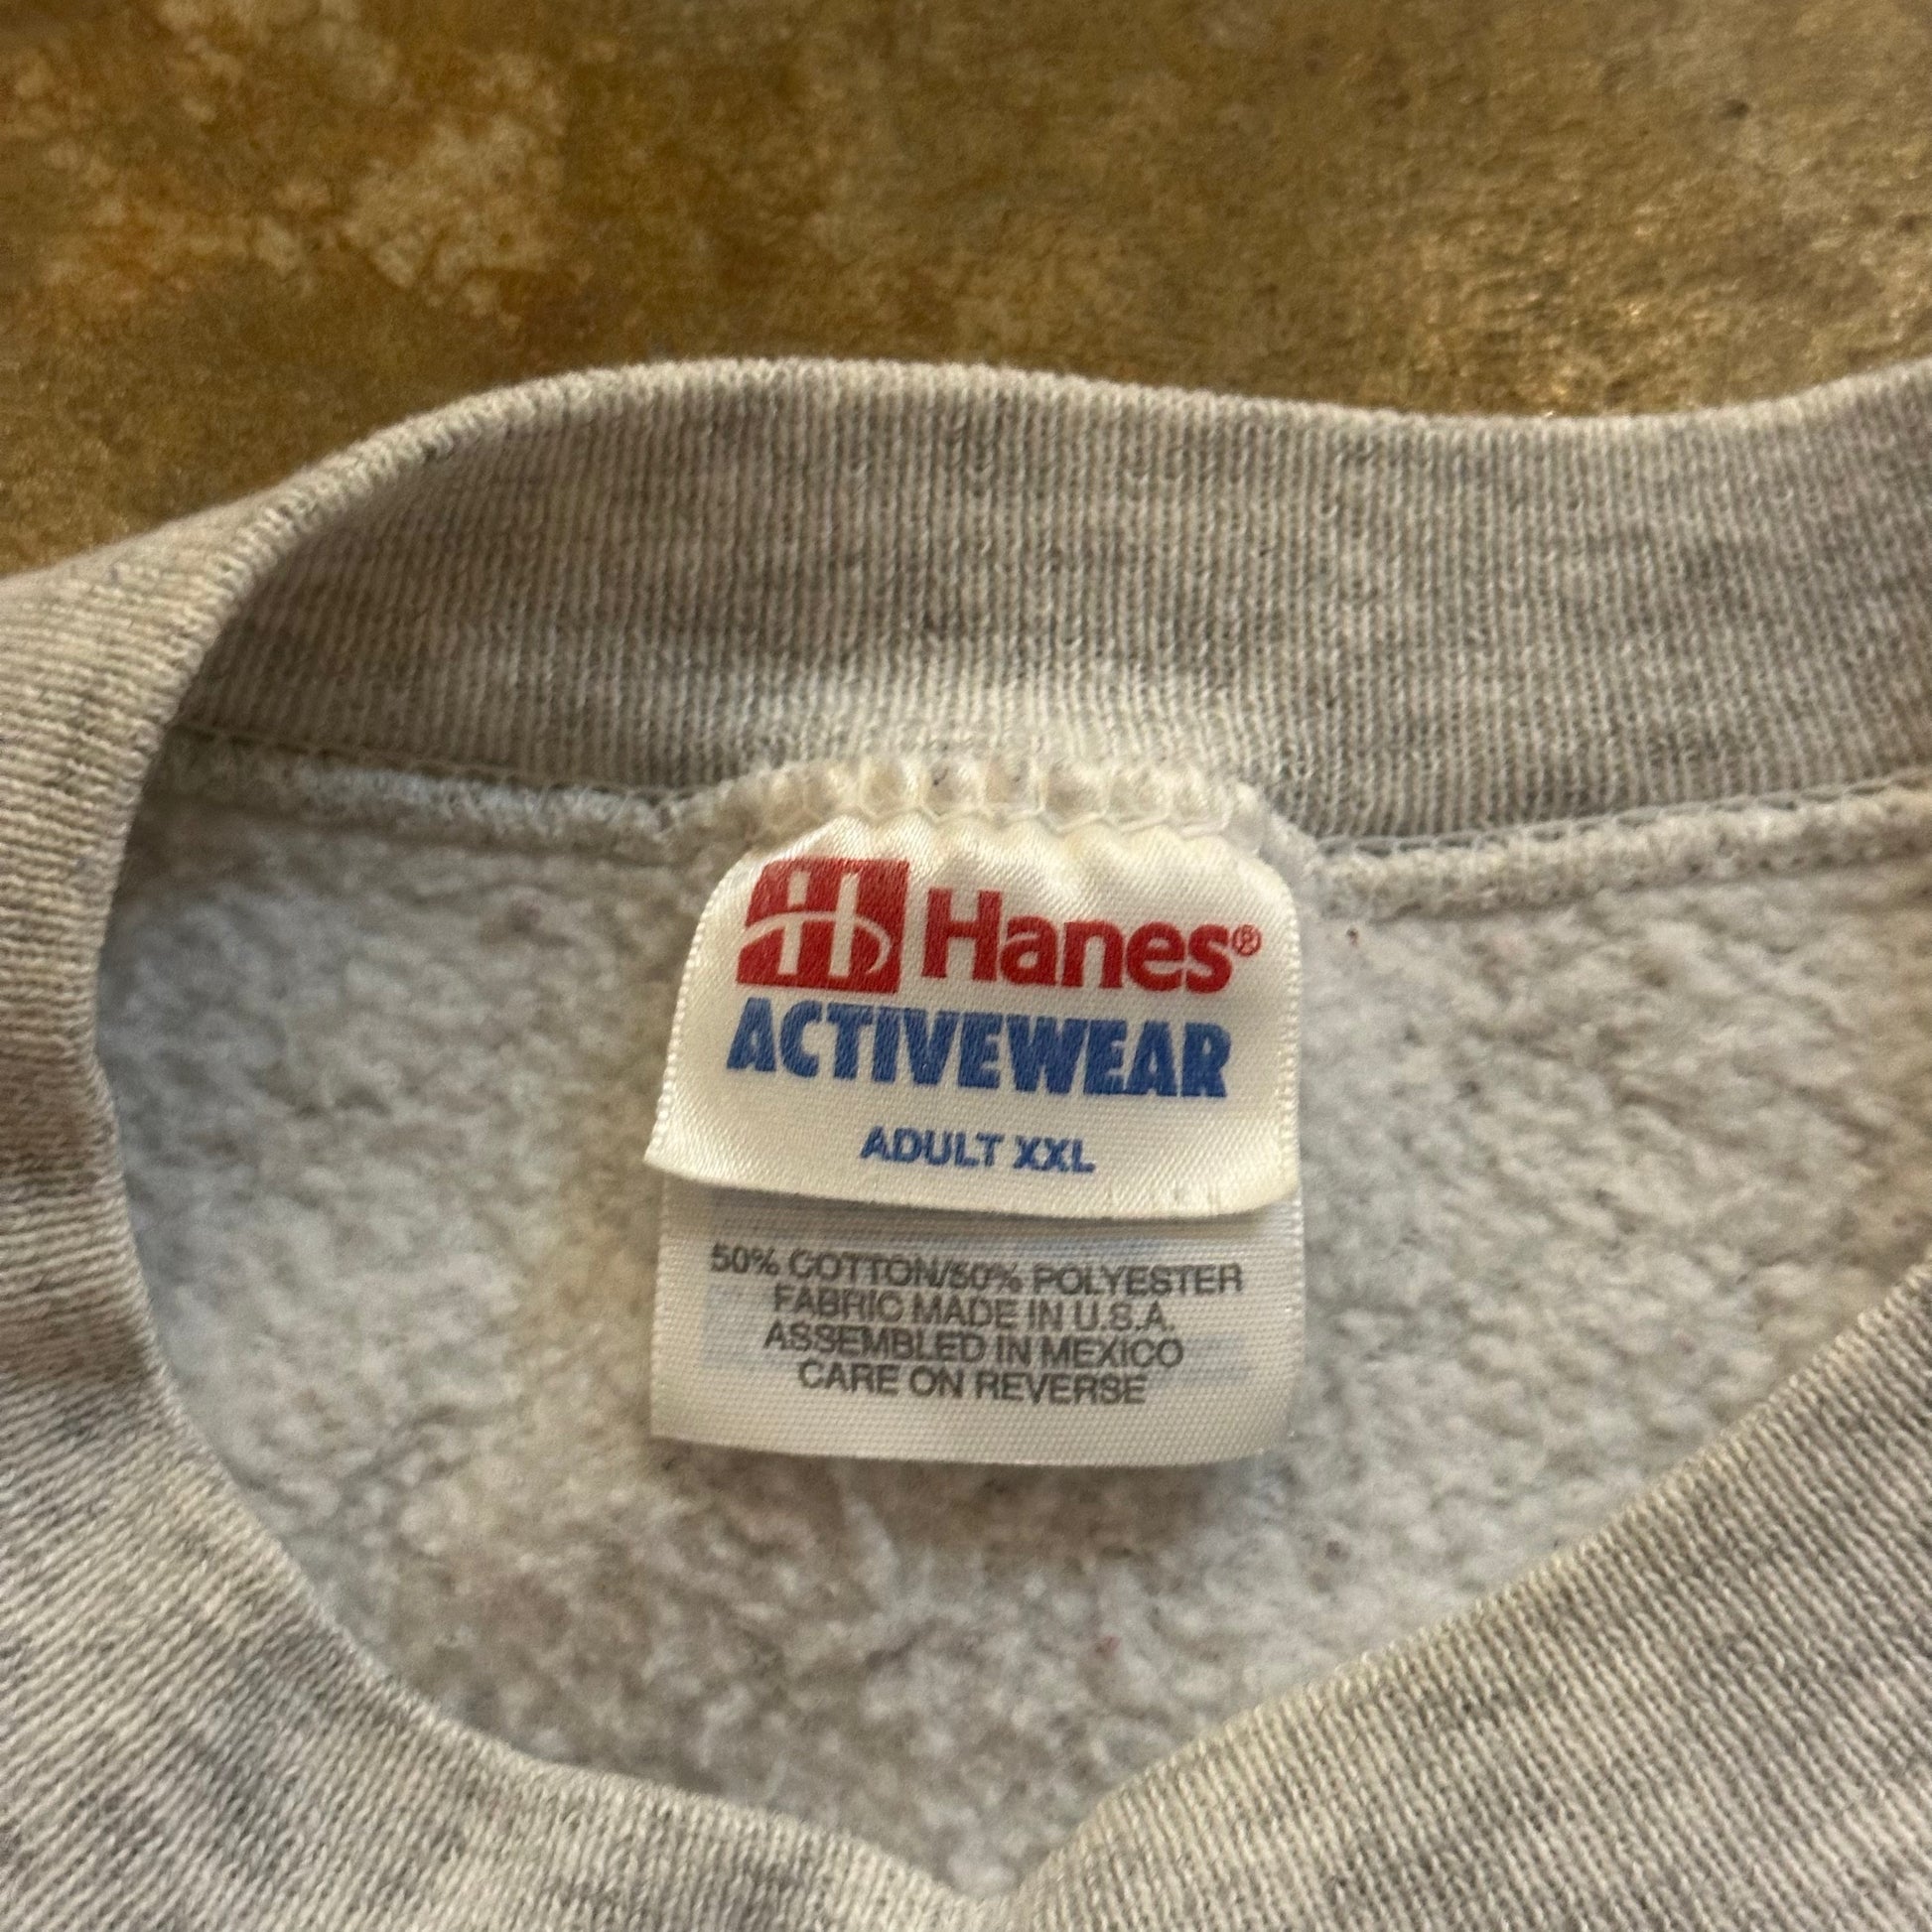 Hanes®
ACTIVEWEAR
ADULT XXL
50% COTTON/50% POLYESTER
FABRIC MADE IN U.S.A.
ASSEMBLED IN MEXICO
CARE ON REVERSE